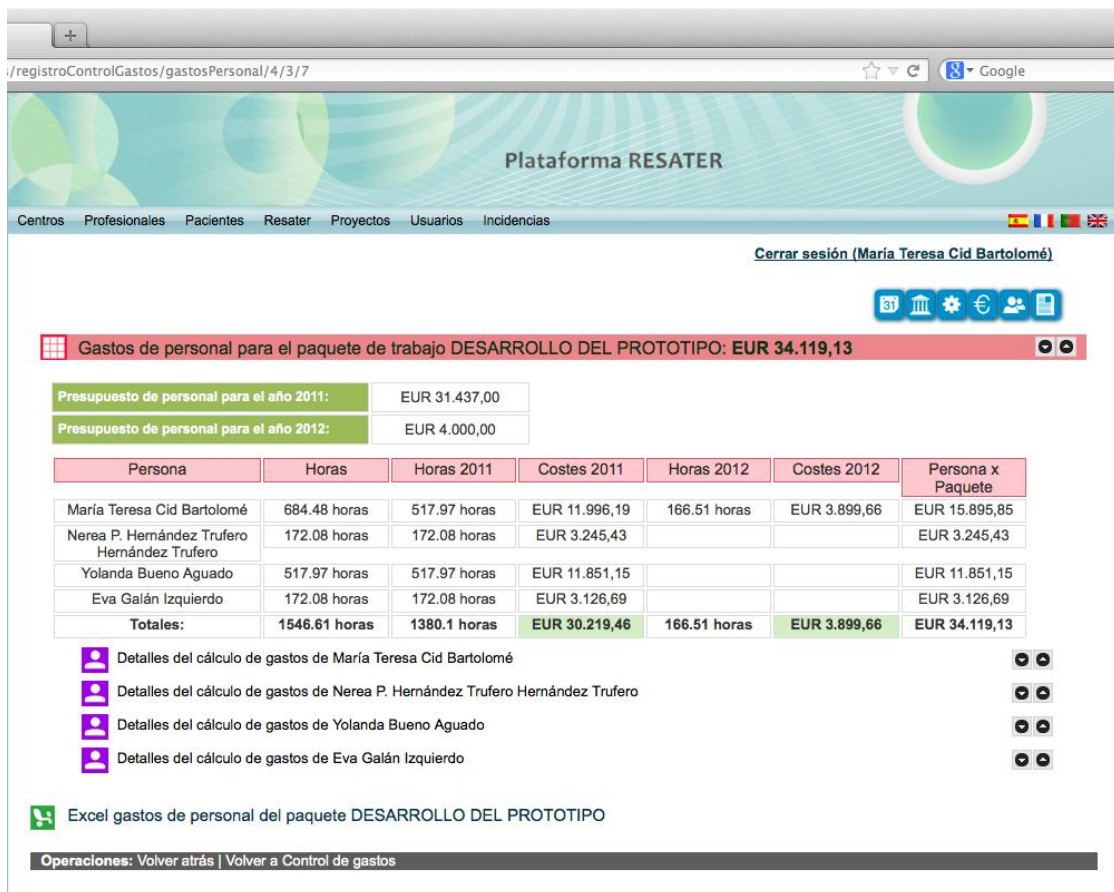 +
s/registroControlGastos/gastosPersonal/4/3/7
8 Google
Plataforma RESATER
Centros Profesionales Pacientes Resater Proyectos Usuarios Incidencias
Cerrar sesión (María Teresa Cid Bartolomé)
31 €
Gastos de personal para el paquete de trabajo DESARROLLO DEL PROTOTIPO: EUR 34.119,13
Presupuesto de personal para el año 2011: EUR 31.437,00
Presupuesto de personal para el año 2012: EUR 4.000,00
Persona Horas Horas 2011 Costes 2011 Horas 2012 Costes 2012 Persona x
Paquete
María Teresa Cid Bartolomé 684.48 horas 517.97 horas EUR 11.996,19 166.51 horas EUR 3.899,66 EUR 15.895,85
Nerea P. Hernández Trufero 172.08 horas 172.08 horas EUR 3.245,43 EUR 3.245,43
Hernández Trufero
Yolanda Bueno Aguado 517.97 horas 517.97 horas EUR 11.851,15 EUR 11.851,15
Eva Galán Izquierdo 172.08 horas 172.08 horas EUR 3.126,69 EUR 3.126,69
Totales: 1546.61 horas 1380.1 horas EUR 30.219,46 166.51 horas EUR 3.899,66 EUR 34.119,13
Detalles del cálculo de gastos de María Teresa Cid Bartolomé
Detalles del cálculo de gastos de Nerea P. Hernández Trufero Hernández Trufero
Detalles del cálculo de gastos de Yolanda Bueno Aguado
Detalles del cálculo de gastos de Eva Galán Izquierdo
Excel gastos de personal del paquete DESARROLLO DEL PROTOTIPO
Operaciones: Volver atrás | Volver a Control de gastos